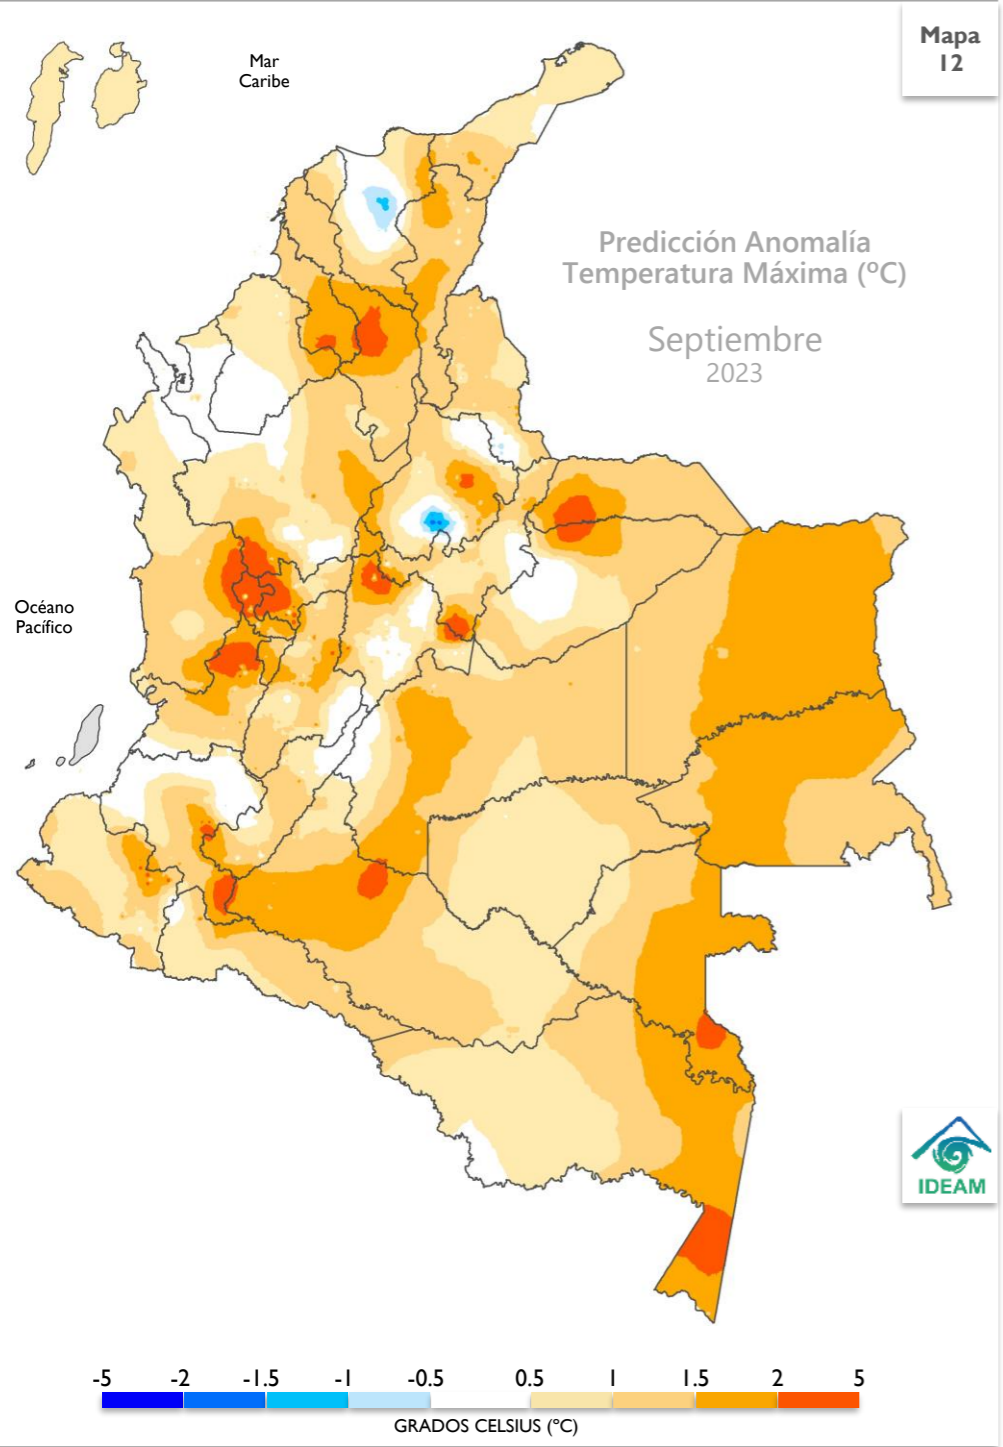 Mapa
12
Mar
Caribe
Predicción Anomalía
Temperatura Máxima (ºC)
Septiembre
2023
Océano
Pacífico
IDEAM
-5 -2 -1.5 -1 -0.5 0.5 1 1.5 2 5
GRADOS CELSIUS (ºC)